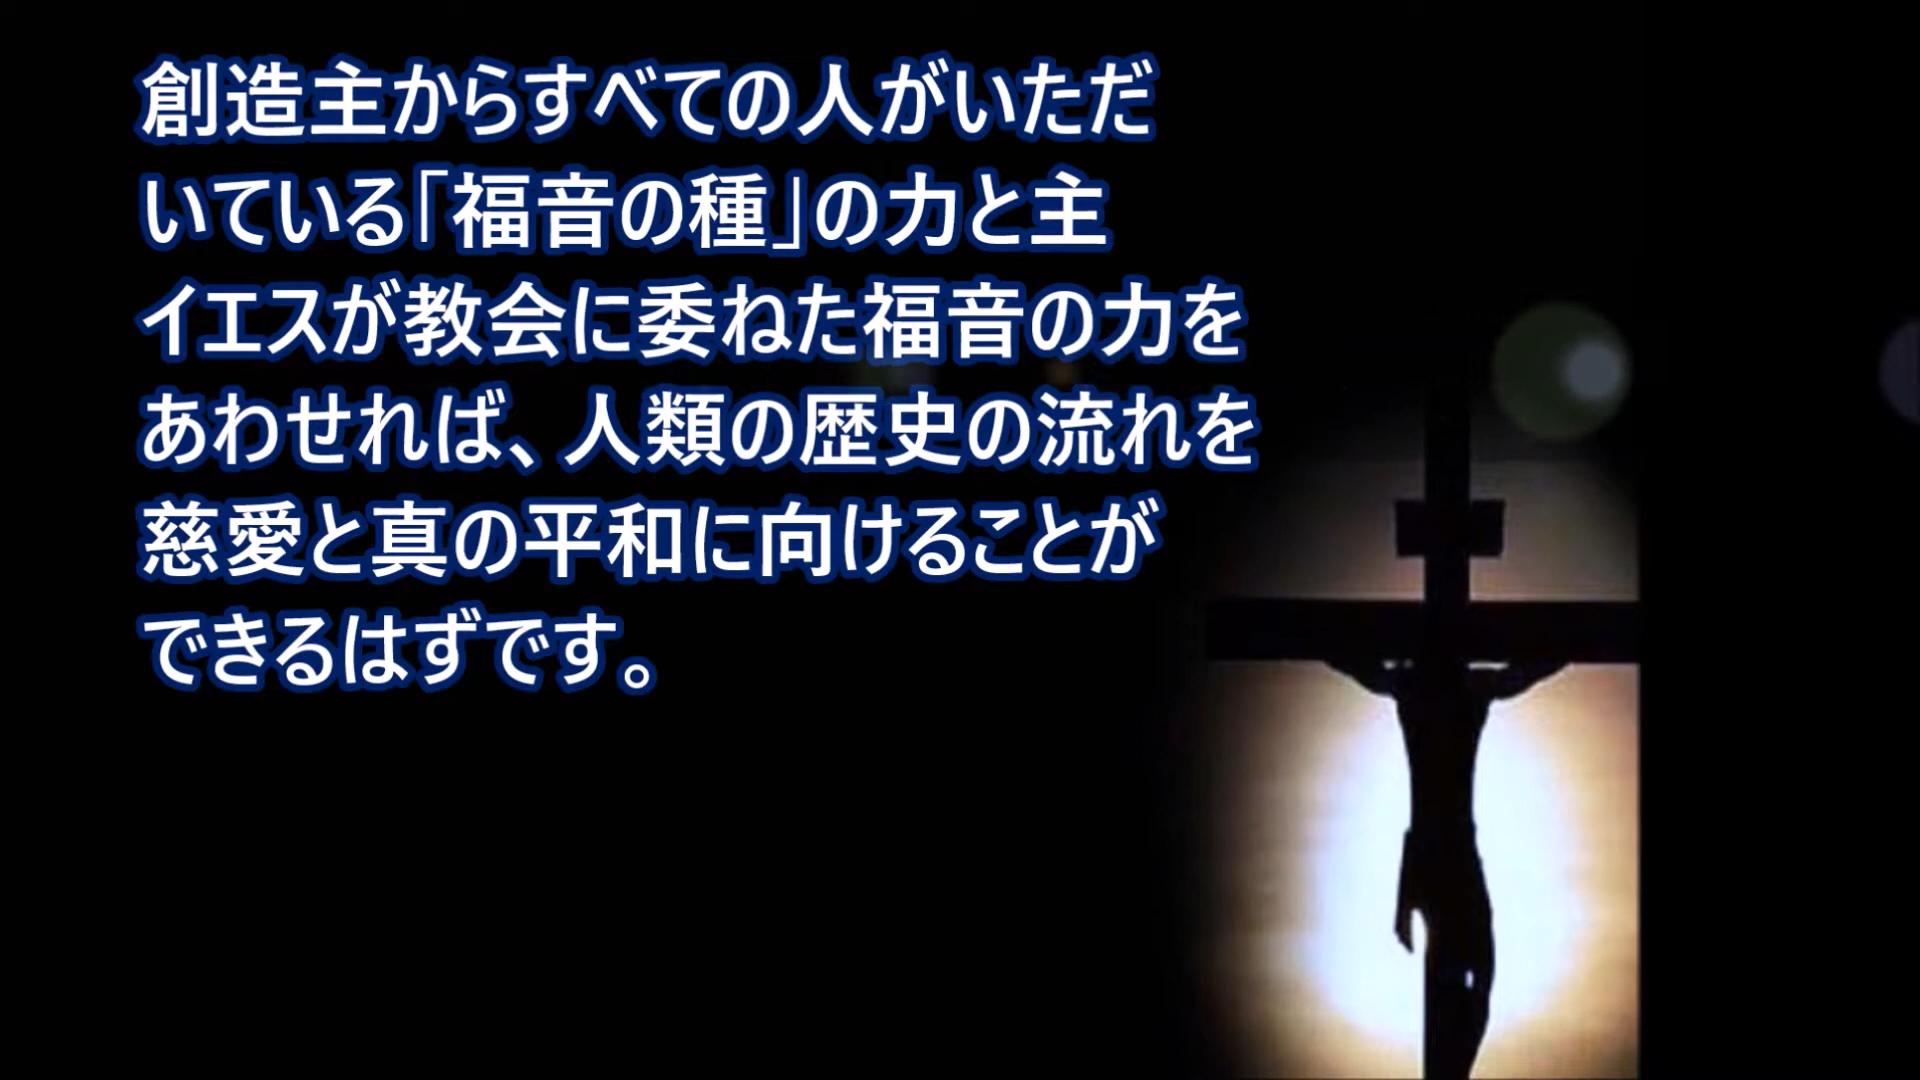 創造主からすべての人がいただ
いている「福音の種」の力と主
イエスが教会に委ねた福音の力を
あわせれば、人類の歴史の流れを
慈愛と真の平和に向けることが
できるはずです。